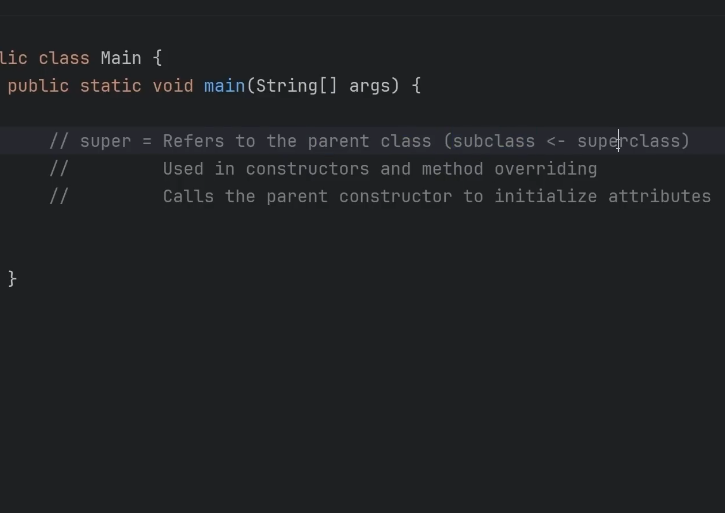 lic class Main {
public static void main(String[] args) {
// super = Refers to the parent class (subclass <- superclass)
// Used in constructors and method overriding
// Calls the parent constructor to initialize attributes
}